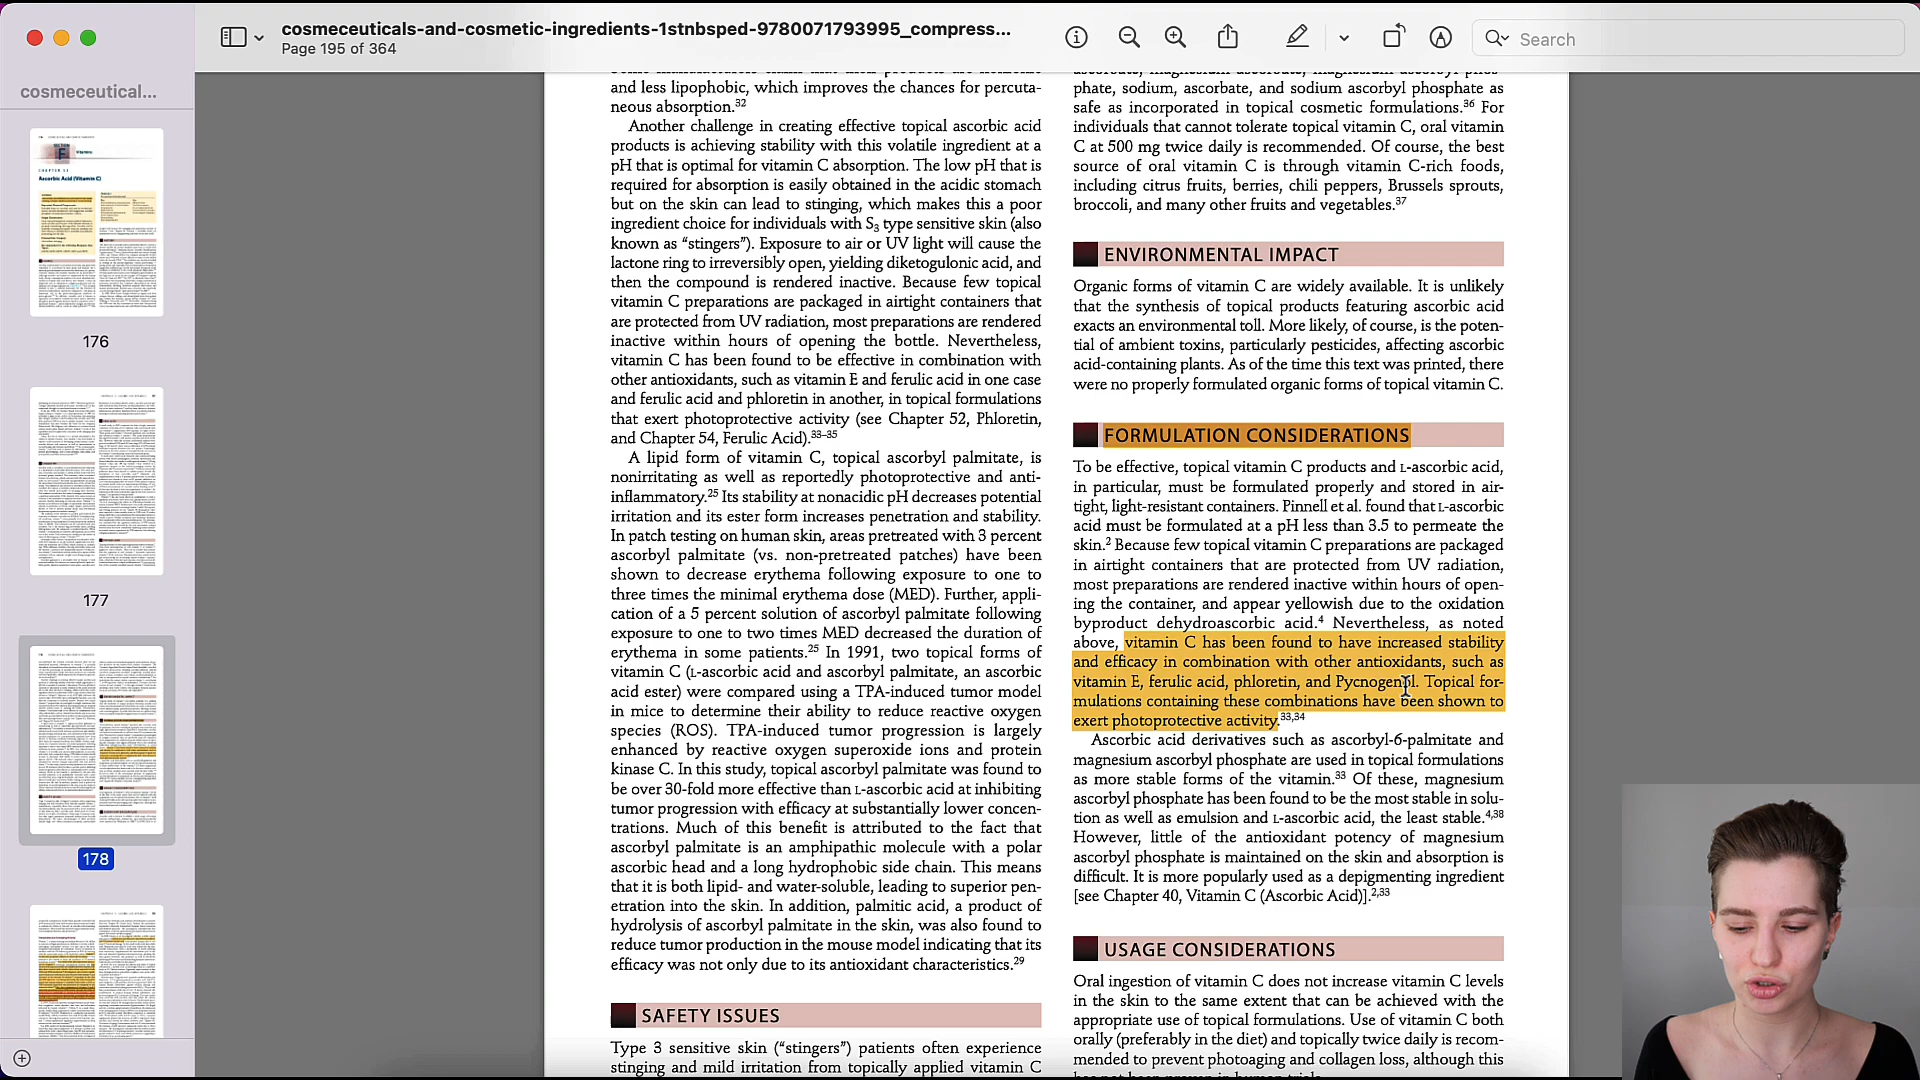 cosmeceuticals-and-cosmetic-ingredients-1stnbsped-9780071793995_compress...
Page 195 of 364
Search
cosmeceutical...
176
177
178
and less lipophobic, which improves the chances for percuta-
neous absorption.32
Another challenge in creating effective topical ascorbic acid
products is achieving stability with this volatile ingredient at a
pH that is optimal for vitamin C absorption. The low pH that is
required for absorption is easily obtained in the acidic stomach
but on the skin can lead to stinging, which makes this a poor
ingredient choice for individuals with S3 type sensitive skin (also
known as “stingers”). Exposure to air or UV light will cause the
lactone ring to irreversibly open, yielding diketogulonic acid, and
then the compound is rendered inactive. Because few topical
vitamin C preparations are packaged in airtight containers that
are protected from UV radiation, most preparations are rendered
inactive within hours of opening the bottle. Nevertheless,
vitamin C has been found to be effective in combination with
other antioxidants, such as vitamin E and ferulic acid in one case
and ferulic acid and phloretin in another, in topical formulations
that exert photoprotective activity (see Chapter 52, Phloretin,
and Chapter 54, Ferulic Acid).33–35
A lipid form of vitamin C, topical ascorbyl palmitate, is
nonirritating as well as reportedly photoprotective and anti-
inflammatory.25 Its stability at nonacidic pH decreases potential
irritation and its ester form increases penetration and stability.
In patch testing on human skin, areas pretreated with 3 percent
ascorbyl palmitate (vs. non-pretreated patches) have been
shown to decrease erythema following exposure to one to
three times the minimal erythema dose (MED). Further, appli-
cation of a 5 percent solution of ascorbyl palmitate following
exposure to one to two times MED decreased the duration of
erythema in some patients.25 In 1991, two topical forms of
vitamin C (L-ascorbic acid and ascorbyl palmitate, an ascorbic
acid ester) were compared using a TPA-induced tumor model
in mice to determine their ability to reduce reactive oxygen
species (ROS). TPA-induced tumor progression is largely
enhanced by reactive oxygen superoxide ions and protein
kinase C. In this study, topical ascorbyl palmitate was found to
be over 30-fold more effective than L-ascorbic acid at inhibiting
tumor progression with efficacy at substantially lower concen-
trations. Much of this benefit is attributed to the fact that
ascorbyl palmitate is an amphipathic molecule with a polar
ascorbic head and a long hydrophobic side chain. This means
that it is both lipid- and water-soluble, leading to superior pen-
etration into the skin. In addition, palmitic acid, a product of
hydrolysis of ascorbyl palmitate in the skin, was also found to
reduce tumor production in the mouse model indicating that its
efficacy was not only due to its antioxidant characteristics.29
SAFETY ISSUES
Type 3 sensitive skin (“stingers”) patients often experience
stinging and mild irritation from topically applied vitamin C
phate, sodium, ascorbate, and sodium ascorbyl phosphate as
safe as incorporated in topical cosmetic formulations.36 For
individuals that cannot tolerate topical vitamin C, oral vitamin
C at 500 mg twice daily is recommended. Of course, the best
source of oral vitamin C is through vitamin C-rich foods,
including citrus fruits, berries, chili peppers, Brussels sprouts,
broccoli, and many other fruits and vegetables.37
ENVIRONMENTAL IMPACT
Organic forms of vitamin C are widely available. It is unlikely
that the synthesis of topical products featuring ascorbic acid
exacts an environmental toll. More likely, of course, is the poten-
tial of ambient toxins, particularly pesticides, affecting ascorbic
acid-containing plants. As of the time this text was printed, there
were no properly formulated organic forms of topical vitamin C.
FORMULATION CONSIDERATIONS
To be effective, topical vitamin C products and L-ascorbic acid,
in particular, must be formulated properly and stored in air-
tight, light-resistant containers. Pinnell et al. found that L-ascorbic
acid must be formulated at a pH less than 3.5 to permeate the
skin.2 Because few topical vitamin C preparations are packaged
in airtight containers that are protected from UV radiation,
most preparations are rendered inactive within hours of open-
ing the container, and appear yellowish due to the oxidation
byproduct dehydroascorbic acid.4 Nevertheless, as noted
above, vitamin C has been found to have increased stability
and efficacy in combination with other antioxidants, such as
vitamin E, ferulic acid, phloretin, and Pycnogenol. Topical for-
mulations containing these combinations have been shown to
exert photoprotective activity.33,34
Ascorbic acid derivatives such as ascorbyl-6-palmitate and
magnesium ascorbyl phosphate are used in topical formulations
as more stable forms of the vitamin.33 Of these, magnesium
ascorbyl phosphate has been found to be the most stable in solu-
tion as well as emulsion and L-ascorbic acid, the least stable.4,38
However, little of the antioxidant potency of magnesium
ascorbyl phosphate is maintained on the skin and absorption is
difficult. It is more popularly used as a depigmenting ingredient
[see Chapter 40, Vitamin C (Ascorbic Acid)].2,33
USAGE CONSIDERATIONS
Oral ingestion of vitamin C does not increase vitamin C levels
in the skin to the same extent that can be achieved with the
appropriate use of topical formulations. Use of vitamin C both
orally (preferably in the diet) and topically twice daily is recom-
mended to prevent photoaging and collagen loss, although this